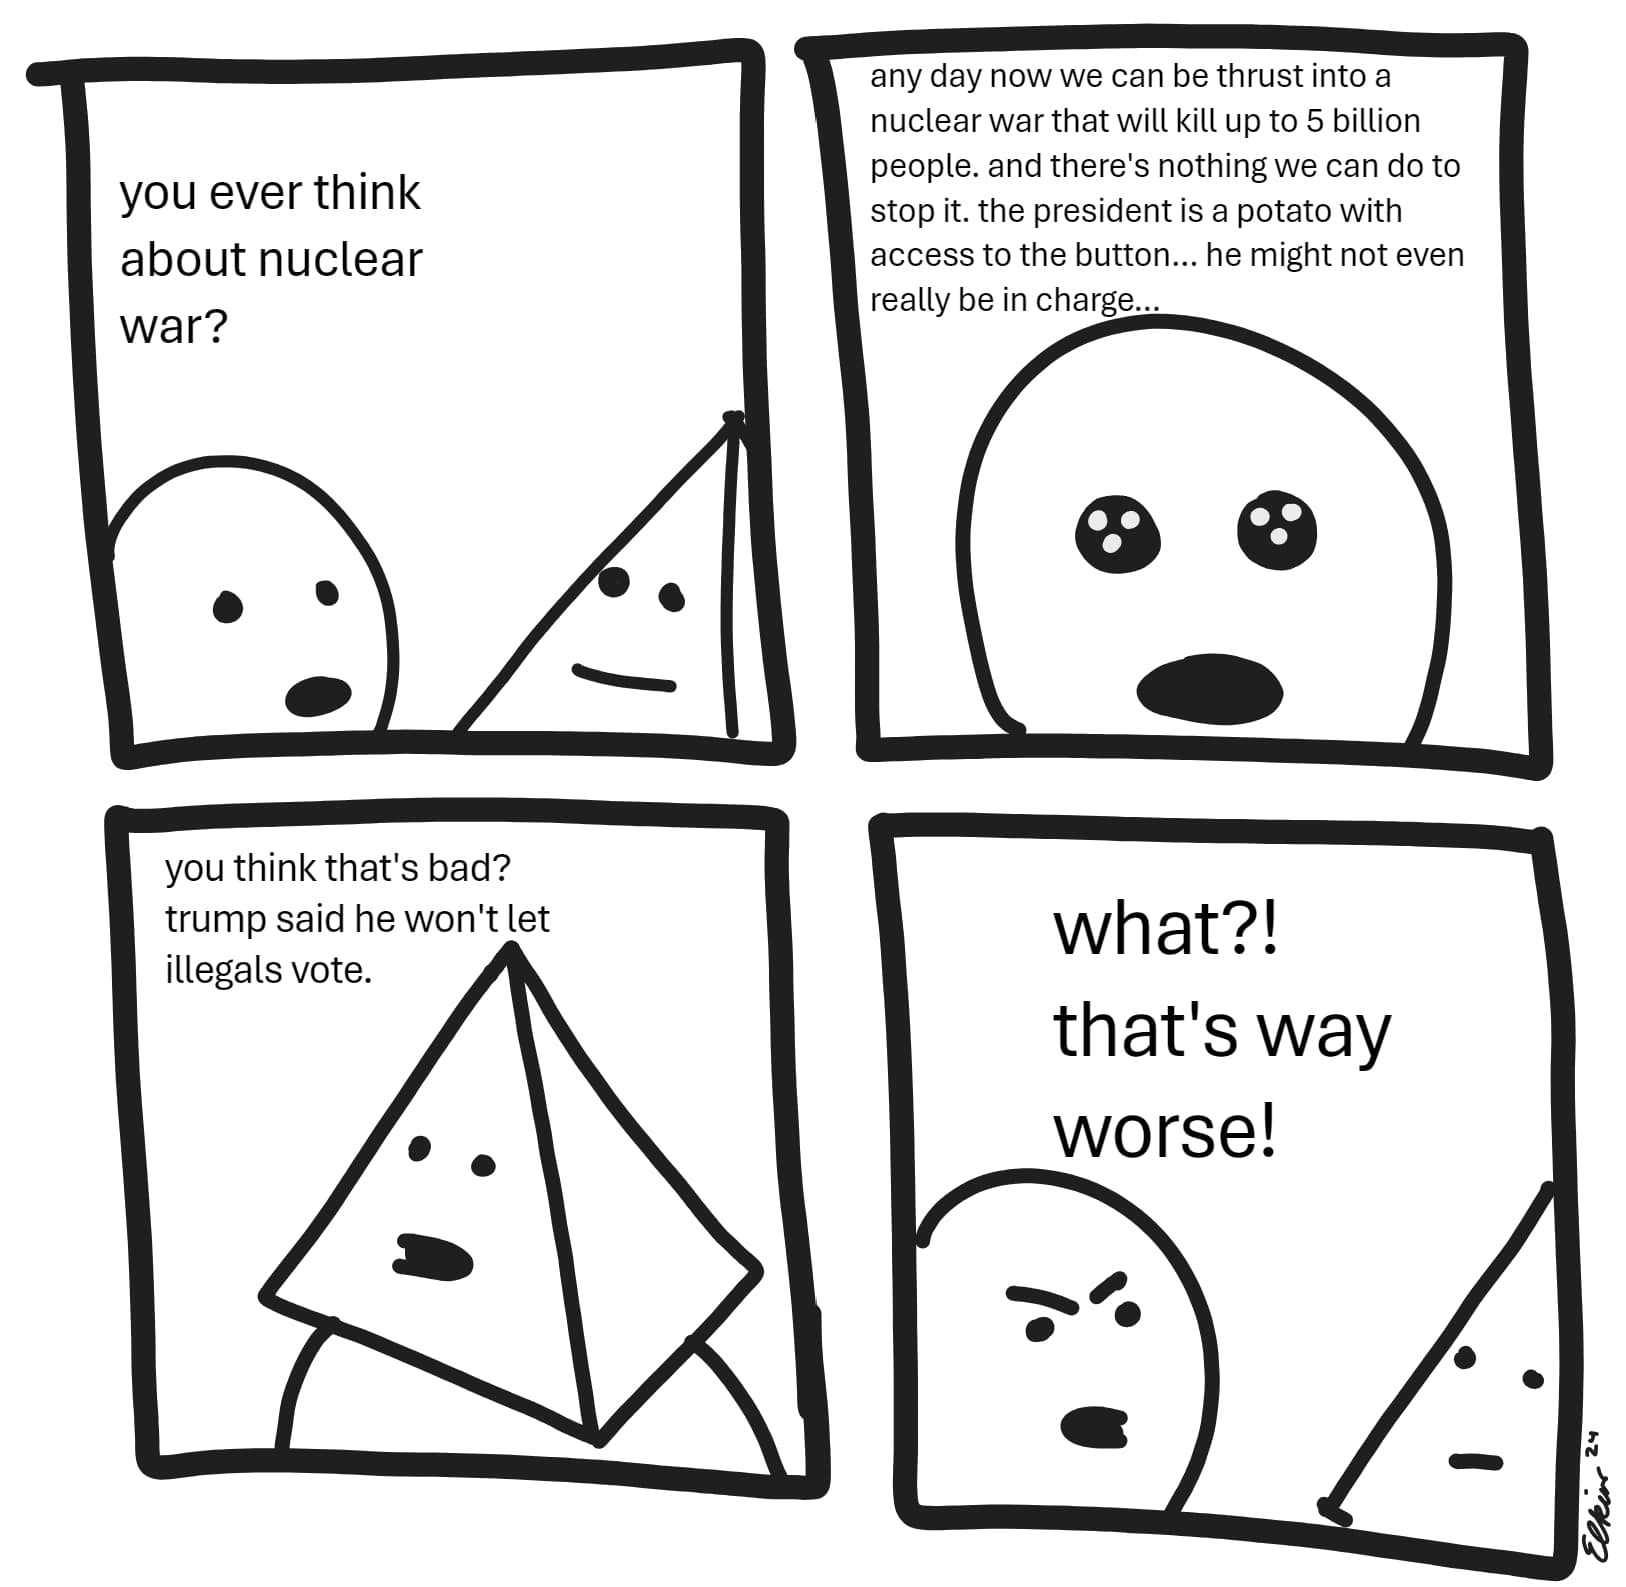 you ever think
about nuclear
war?
any day now we can be thrust into a
nuclear war that will kill up to 5 billion
people. and there's nothing we can do to
stop it. the president is a potato with
access to the button... he might not even
really be in charge...
you think that's bad?
trump said he won't let
illegals vote.
what?!
that's way
worse!
Elkin 24